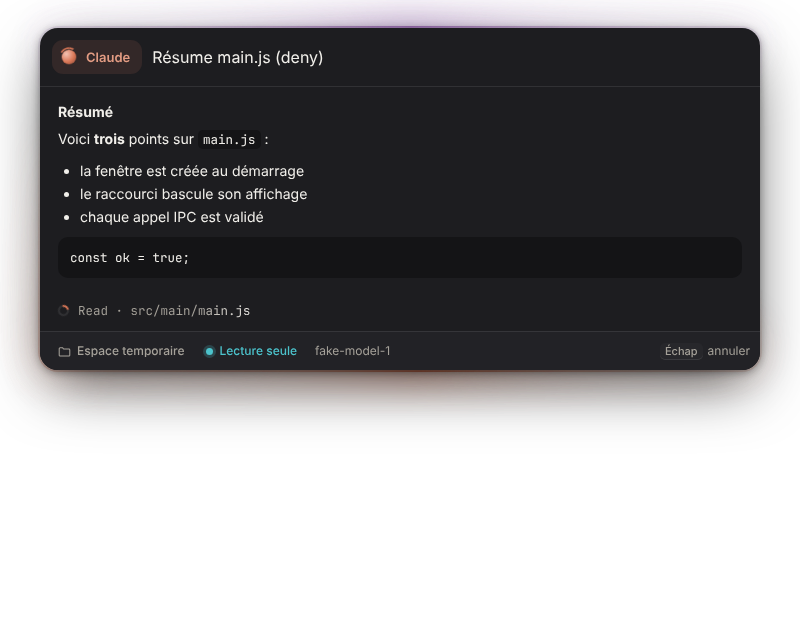 Claude Résume main.js (deny)
Résumé
Voici trois points sur main.js :
la fenêtre est créée au démarrage
le raccourci bascule son affichage
chaque appel IPC est validé
const ok = true;
Read · src/main/main.js
Espace temporaire Lecture seule fake-model-1 Échap annuler